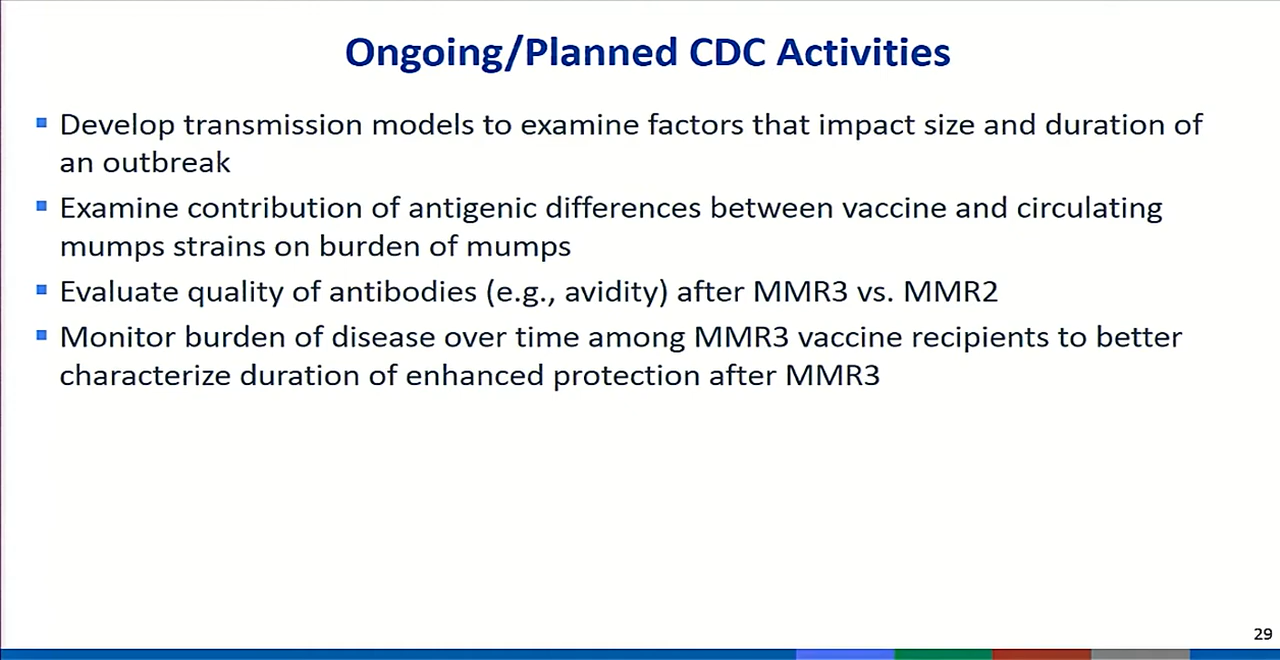 Ongoing/Planned CDC Activities
Develop transmission models to examine factors that impact size and duration of
an outbreak
Examine contribution of antigenic differences between vaccine and circulating
mumps strains on burden of mumps
Evaluate quality of antibodies (e.g., avidity) after MMR3 vs. MMR2
Monitor burden of disease over time among MMR3 vaccine recipients to better
characterize duration of enhanced protection after MMR3
29